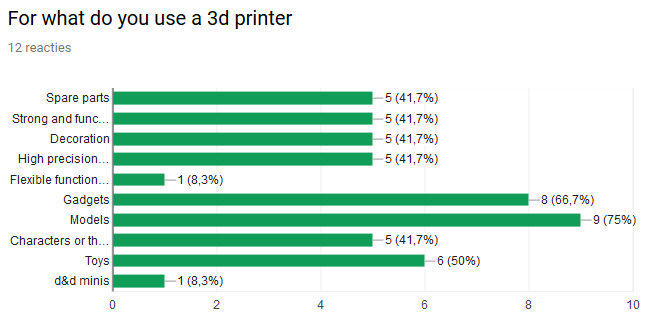 For what do you use a 3d printer
12 reacties
Spare parts 5 (41,7%)
Strong and func... 5 (41,7%)
Decoration 5 (41,7%)
High precision... 5 (41,7%)
Flexible function... 1 (8,3%)
Gadgets 8 (66,7%)
Models 9 (75%)
Characters or th... 5 (41,7%)
Toys 6 (50%)
d&d minis 1 (8,3%)
0 2 4 6 8 10